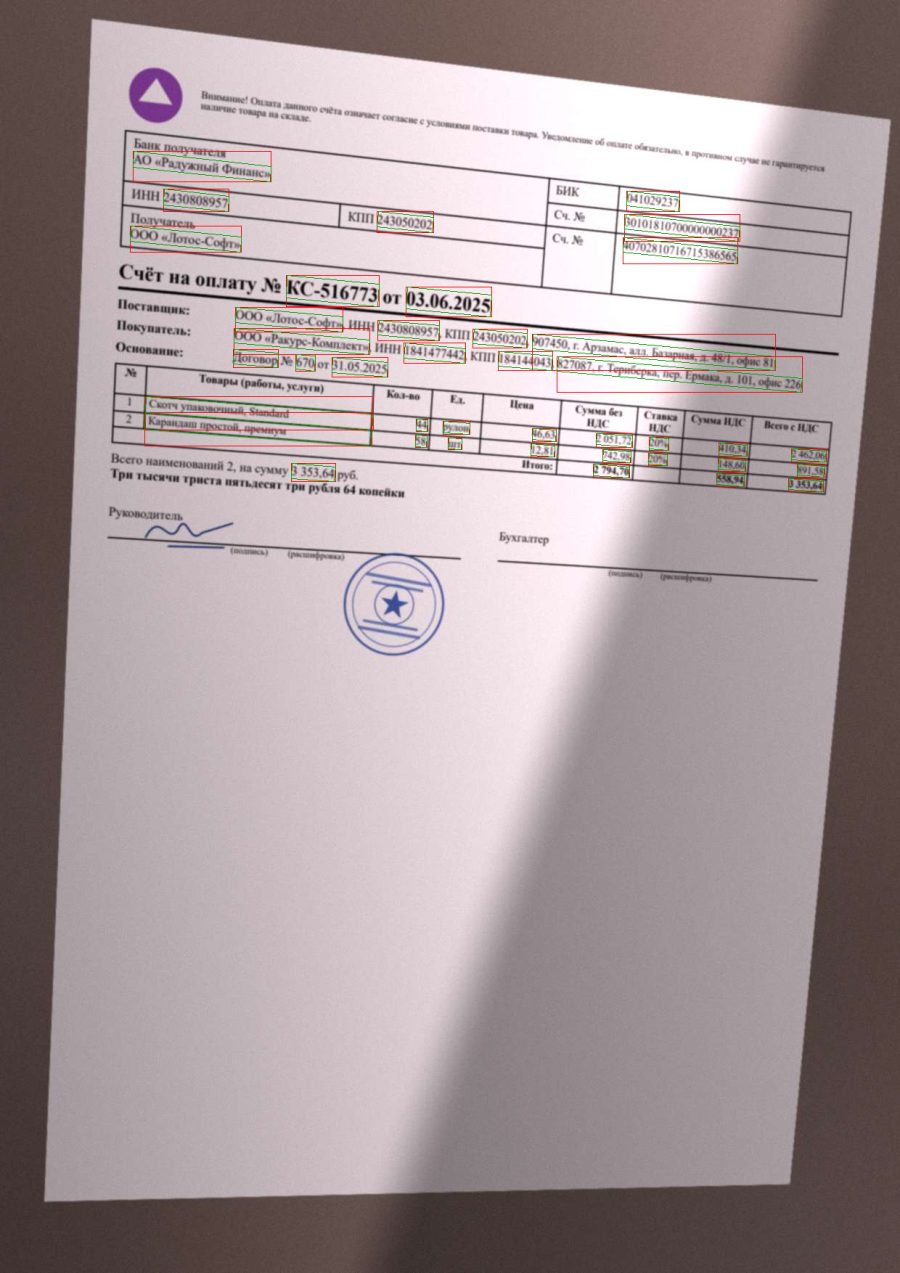 Внимание! Оплата данного счёта означает согласие с условиями поставки товара. Уведомление об оплате обязательно, в противном случае не гарантируется
наличие товара на складе.
Банк получателя
АО «Радужный Финанс»
БИК 041029237
ИНН 2430808957 КПП 243050202
Сч. № 30101810700000000237
Получатель
ООО «Лотос-Софт»
Сч. № 40702810716715386565
Счёт на оплату № КС-516773 от 03.06.2025
Поставщик: ООО «Лотос-Софт», ИНН 2430808957, КПП 243050202, 907450, г. Арзамас, алл. Базарная, д. 48/1, офис 81
Покупатель: ООО «Ракурс-Комплект», ИНН 1841477442, КПП 184144043, 827087, г. Териберка, пер. Ермака, д. 101, офис 226
Основание: Договор № 670 от 31.05.2025
№ Товары (работы, услуги) Кол-во Ед. Цена Сумма без НДС Ставка НДС Сумма НДС Всего с НДС
1 Скотч упаковочный, Standard 44 рулон 46,63 2 051,72 20% 410,34 2 462,06
2 Карандаш простой, премиум 58 шт 12,81 742,98 20% 148,60 891,58
Итого: 2 794,70 558,94 3 353,64
Всего наименований 2, на сумму 3 353,64 руб.
Три тысячи триста пятьдесят три рубля 64 копейки
Руководитель
(подпись) (расшифровка)
Бухгалтер
(подпись) (расшифровка)